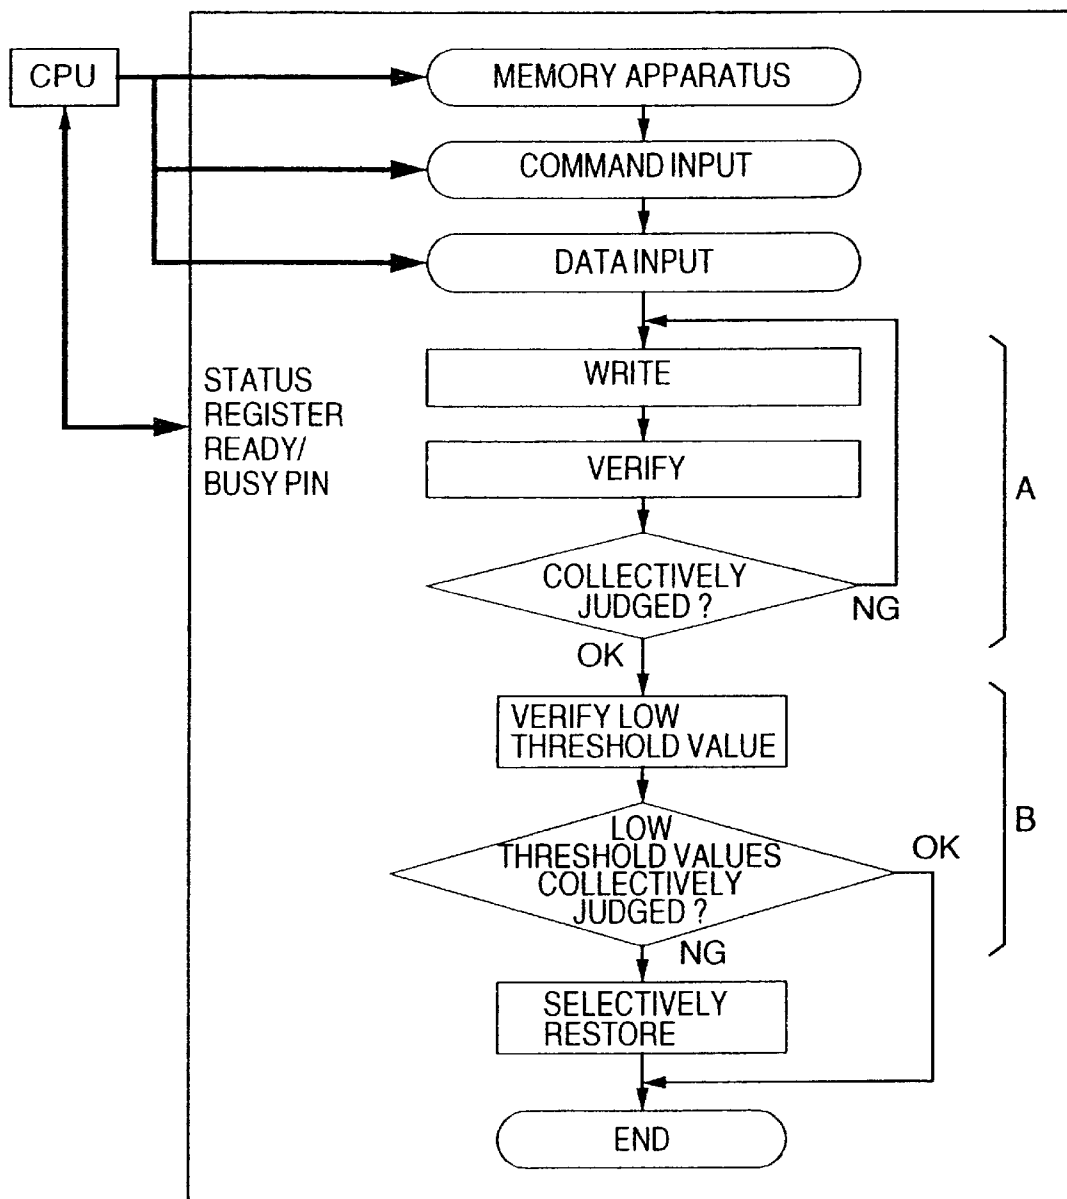 CPU
MEMORY APPARATUS
COMMAND INPUT
DATA INPUT
WRITE
STATUS
REGISTER
READY/
BUSY PIN
VERIFY
A
COLLECTIVELY
JUDGED ?
NG
OK
VERIFY LOW
THRESHOLD VALUE
B
LOW
THRESHOLD VALUES
COLLECTIVELY
JUDGED ?
OK
NG
SELECTIVELY
RESTORE
END